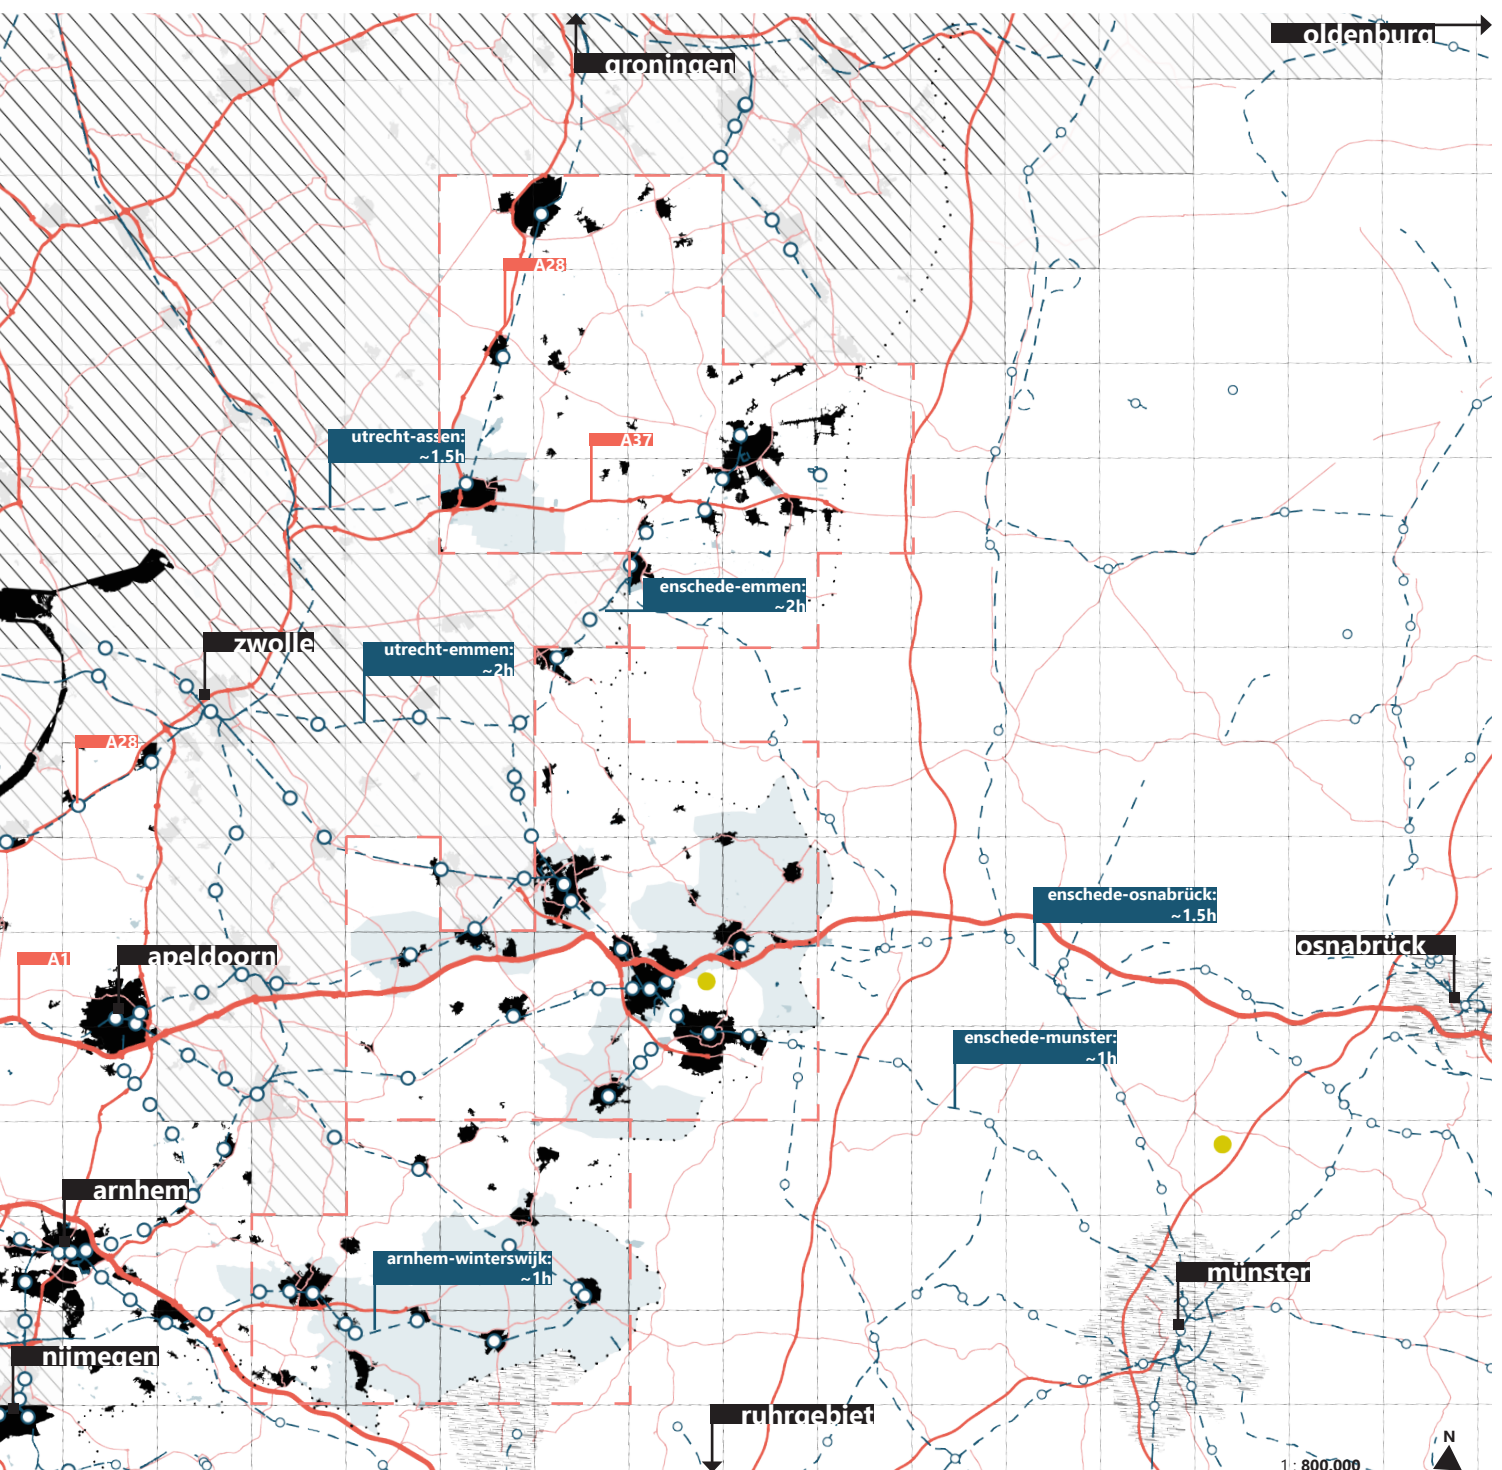 oldenburg
groningen
A28
utrecht-assen:
~1.5h
A37
enschede-emmen:
~2h
zwolle
utrecht-emmen:
~2h
A28
enschede-osnabrück:
~1.5h
osnabrück
apeldoorn
A1
enschede-munster:
~1h
arnhem
arnhem-winterswijk:
~1h
münster
nijmegen
ruhrgebiet
N
1 : 800.000